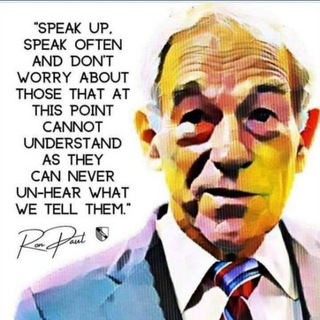 "SPEAK UP,
SPEAK OFTEN
AND DON'T
WORRY ABOUT
THOSE THAT AT
THIS POINT
CANNOT
UNDERSTAND
AS THEY
CAN NEVER
UN-HEAR WHAT
WE TELL THEM."
Ron Paul